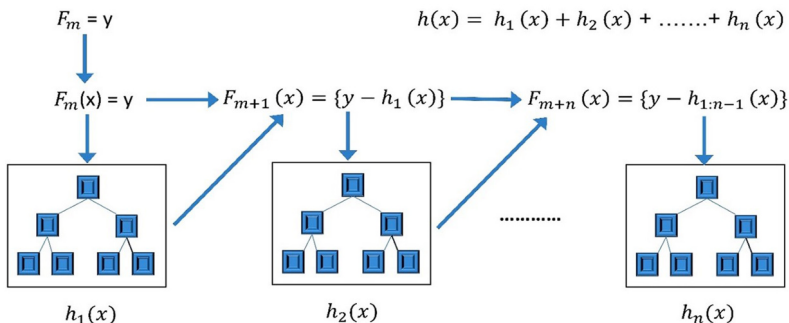 F_m = y
h(x) = h_1(x) + h_2(x) + .......+ h_n(x)
F_m(x) = y
F_{m+1}(x) = {y − h_1(x)}
F_{m+n}(x) = {y − h_{1:n−1}(x)}
............
h_1(x)
h_2(x)
h_n(x)